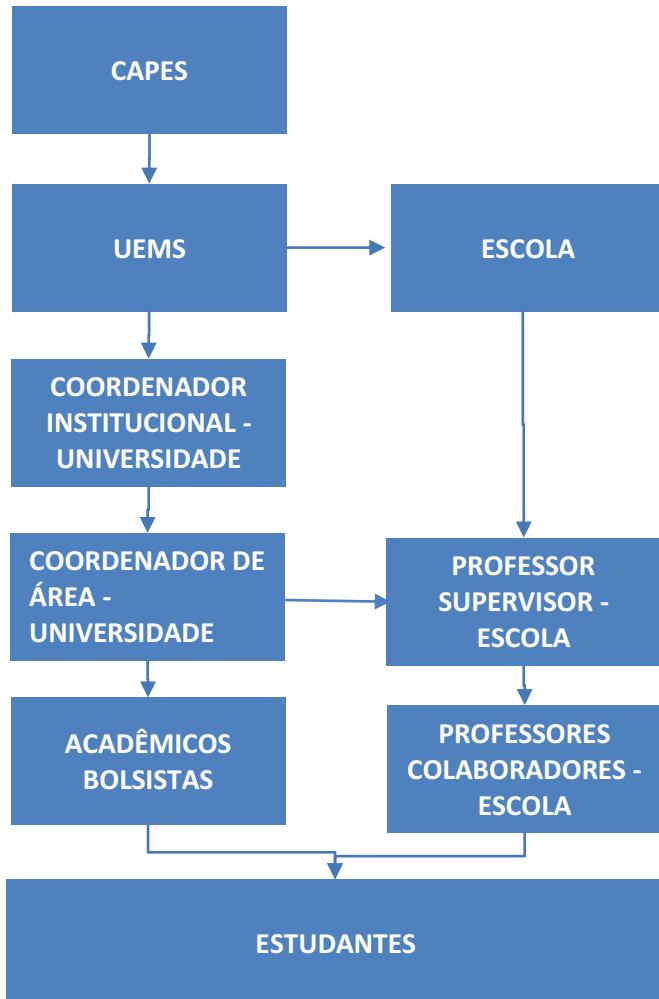 CAPES
UEMS
ESCOLA
COORDENADOR
INSTITUCIONAL -
UNIVERSIDADE
COORDENADOR DE
ÁREA -
UNIVERSIDADE
PROFESSOR
SUPERVISOR -
ESCOLA
ACADÊMICOS
BOLSISTAS
PROFESSORES
COLABORADORES -
ESCOLA
ESTUDANTES